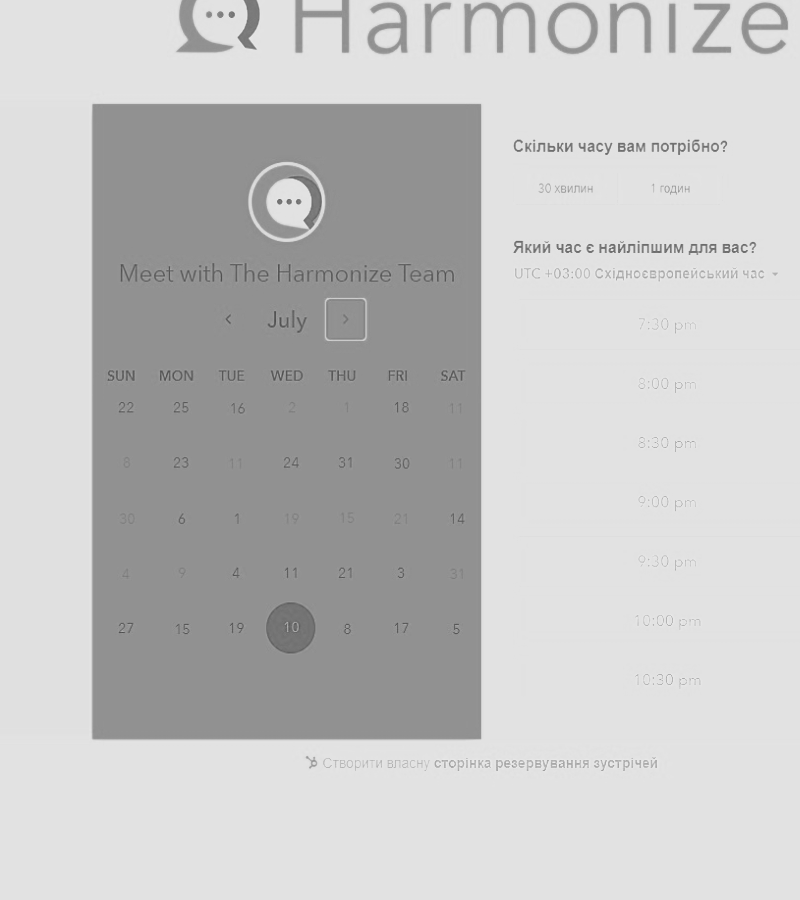 Harmonize
Meet with The Harmonize Team
July
SUN MON TUE WED THU FRI SAT
22 25 16 2 1 18 11
8 23 11 24 31 30 11
30 6 1 19 15 21 14
4 9 4 11 21 3 31
27 15 19 10 8 17 5
Скільки часу вам потрібно?
30 хвилин 1 годин
Який час є найліпшим для вас?
UTC +03:00 Східноєвропейський час
7:30 pm
8:00 pm
8:30 pm
9:00 pm
9:30 pm
10:00 pm
10:30 pm
Створити власну сторінка резервування зустрічей